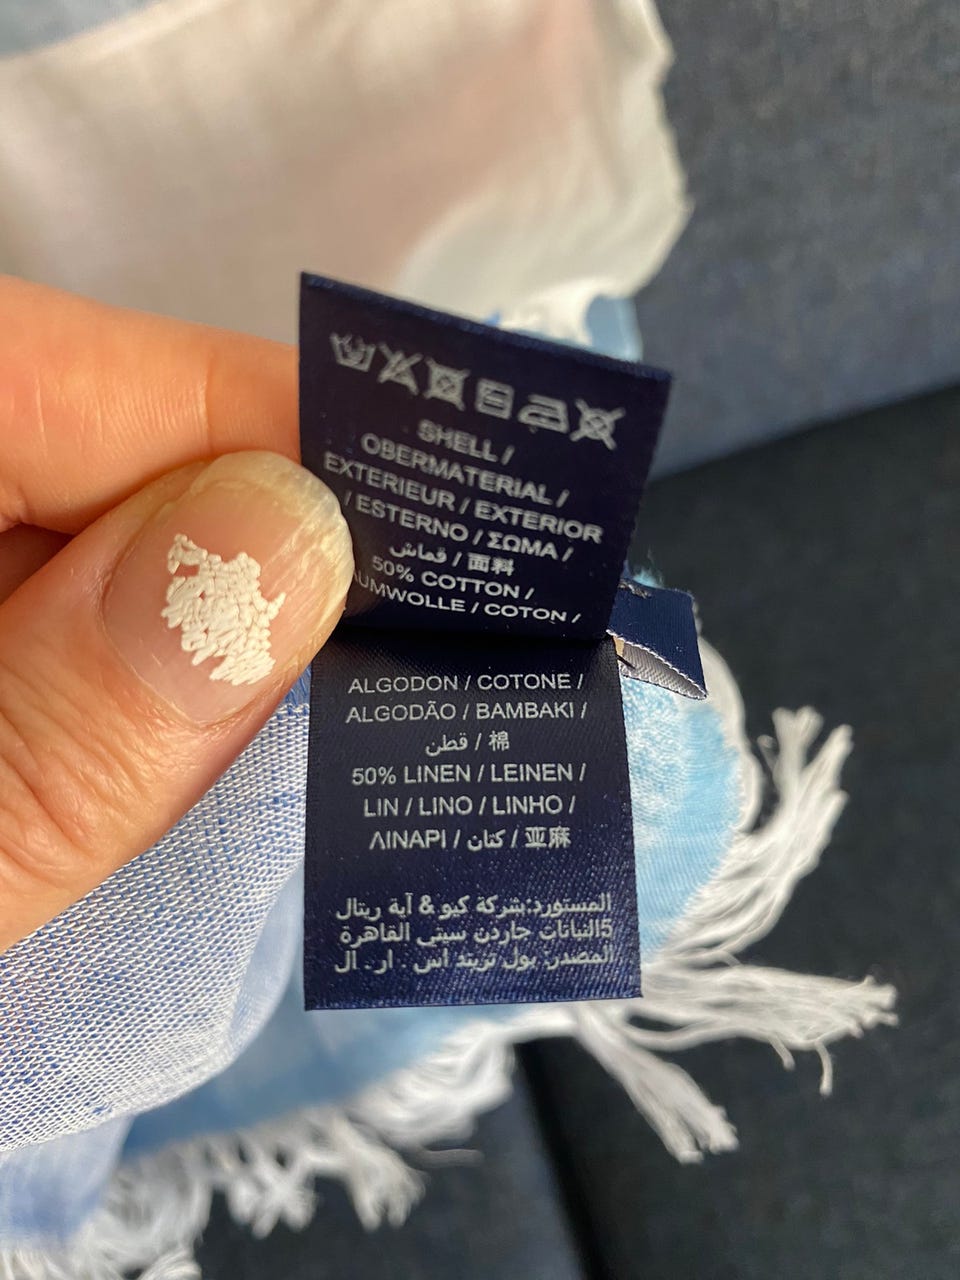 SHELL /
OBERMATERIAL /
EXTERIEUR / EXTERIOR
/ ESTERNO / ΣΩΜΑ /
قماش / 面料
50% COTTON /
AUMWOLLE / COTON /
ALGODON / COTONE /
ALGODÃO / BAMBAKI /
قطن / 棉
50% LINEN / LEINEN /
LIN / LINO / LINHO /
ΛΙΝΑΡΙ / كتان / 亚麻
المستورد:شركة كيو & آية ريتال
5النباتات جاردن سيتي القاهرة
المصدر: بول تريند اس . ار. ال